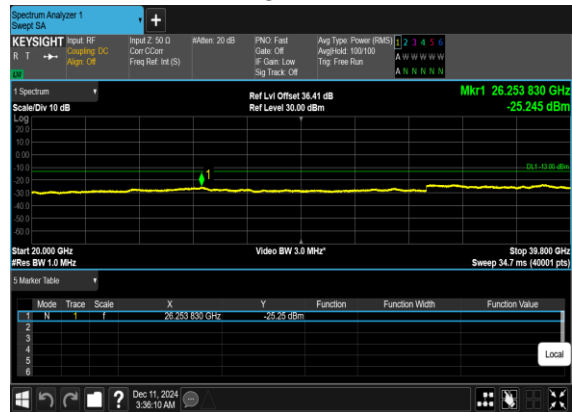 Spectrum Analyzer 1
Swept SA
+
KEYSIGHT Input: RF Input Z: 50 Ω #Atten: 20 dB PNO: Fast Avg Type: Power (RMS) 1 2 3 4 5 6
R T Coupling: DC Corr CCorr Gate: Off Avg|Hold: 100/100 A W W W W W
Align: Off Freq Ref: Int (S) IF Gain: Low Trig: Free Run
Sig Track: Off A N N N N N
LW
1 Spectrum Ref Lvl Offset 36.41 dB Mkr1 26.253 830 GHz
Scale/Div 10 dB Ref Level 30.00 dBm -25.245 dBm
Log
20.0
10.0
0.00
-10.0 DL1 -13.00 dBm
1
-20.0
-30.0
-40.0
-50.0
-60.0
Start 20.000 GHz Video BW 3.0 MHz* Stop 39.800 GHz
#Res BW 1.0 MHz Sweep 34.7 ms (40001 pts)
5 Marker Table
Mode Trace Scale X Y Function Function Width Function Value
1 N 1 f 26.253 830 GHz -25.25 dBm
2
3
4
5
6
Local
? Dec 11, 2024
3:36:10 AM